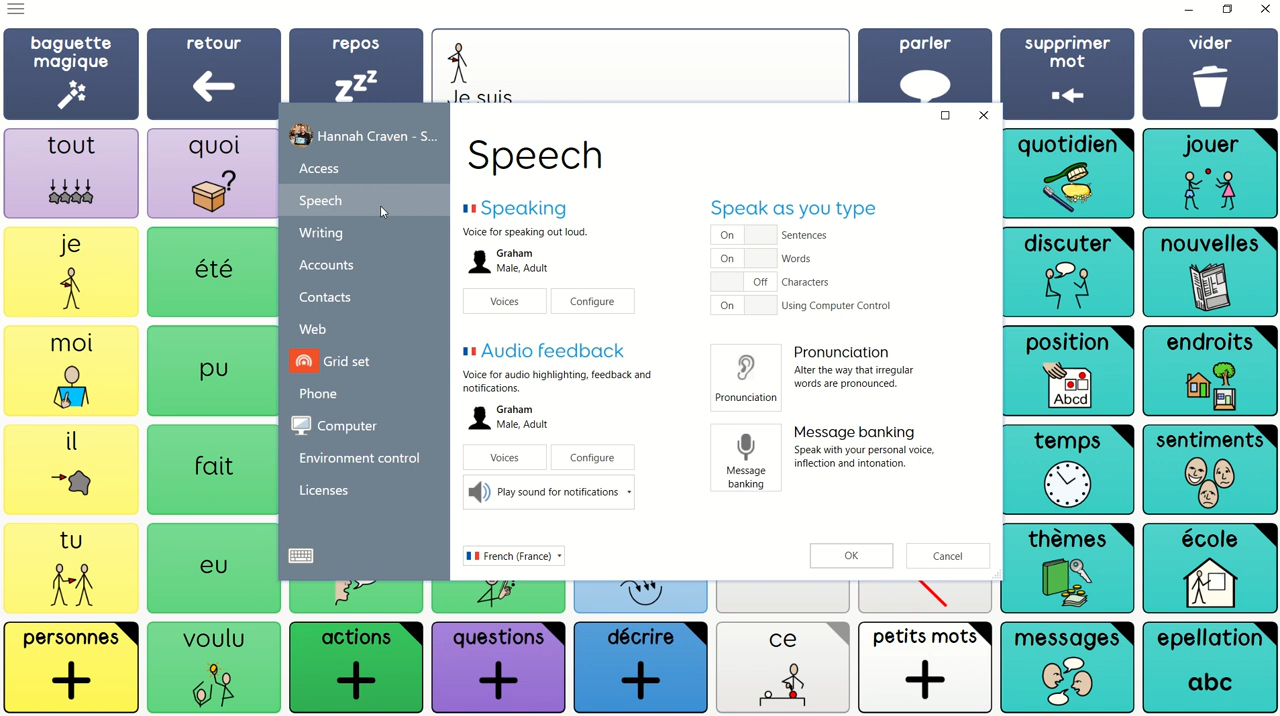 baguette
magique
retour
repos
zzz
Je suis
parler
supprimer
mot
vider
tout
quoi
quotidien
jouer
je
été
discuter
nouvelles
moi
pu
position
Abcd
endroits
il
fait
temps
sentiments
tu
eu
thèmes
école
personnes
voulu
actions
questions
décrire
ce
petits mots
messages
epellation
abc
Hannah Craven - S...
Access
Speech
Writing
Accounts
Contacts
Web
Grid set
Phone
Computer
Environment control
Licenses
Speech
Speaking
Voice for speaking out loud.
Graham
Male, Adult
Voices
Configure
Audio feedback
Voice for audio highlighting, feedback and
notifications.
Graham
Male, Adult
Voices
Configure
Play sound for notifications
French (France)
Speak as you type
On
Sentences
On
Words
Off
Characters
On
Using Computer Control
Pronunciation
Pronunciation
Alter the way that irregular
words are pronounced.
Message
banking
Message banking
Speak with your personal voice,
inflection and intonation.
OK
Cancel